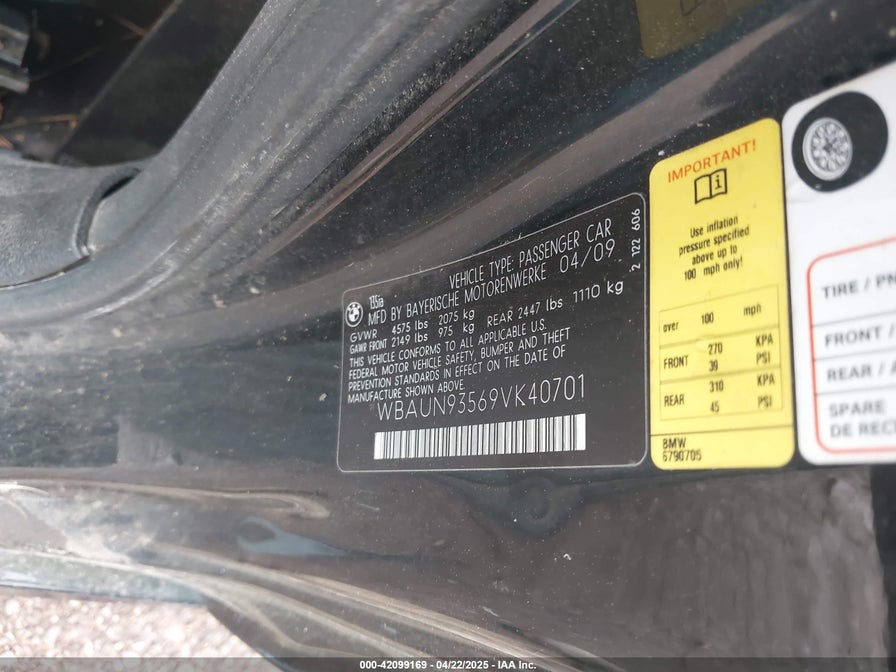 135ia
VEHICLE TYPE: PASSENGER CAR
MFD BY BAYERISCHE MOTORENWERKE 04/09
GVWR 4575 lbs 2075 kg
GAWR FRONT 2149 lbs 975 kg REAR 2447 lbs 1110 kg
THIS VEHICLE CONFORMS TO ALL APPLICABLE U.S.
FEDERAL MOTOR VEHICLE SAFETY, BUMPER AND THEFT
PREVENTION STANDARDS IN EFFECT ON THE DATE OF
MANUFACTURE SHOWN ABOVE
WBAUN93569VK40701
2 122 606
IMPORTANT!
Use inflation
pressure specified
above up to
100 mph only!
over 100 mph
FRONT 270 KPA
39 PSI
REAR 310 KPA
45 PSI
BMW
6790705
TIRE / PN
FRONT /
REAR / A
SPARE
DE REC
000-42099169 - 04/22/2025 - IAA Inc.